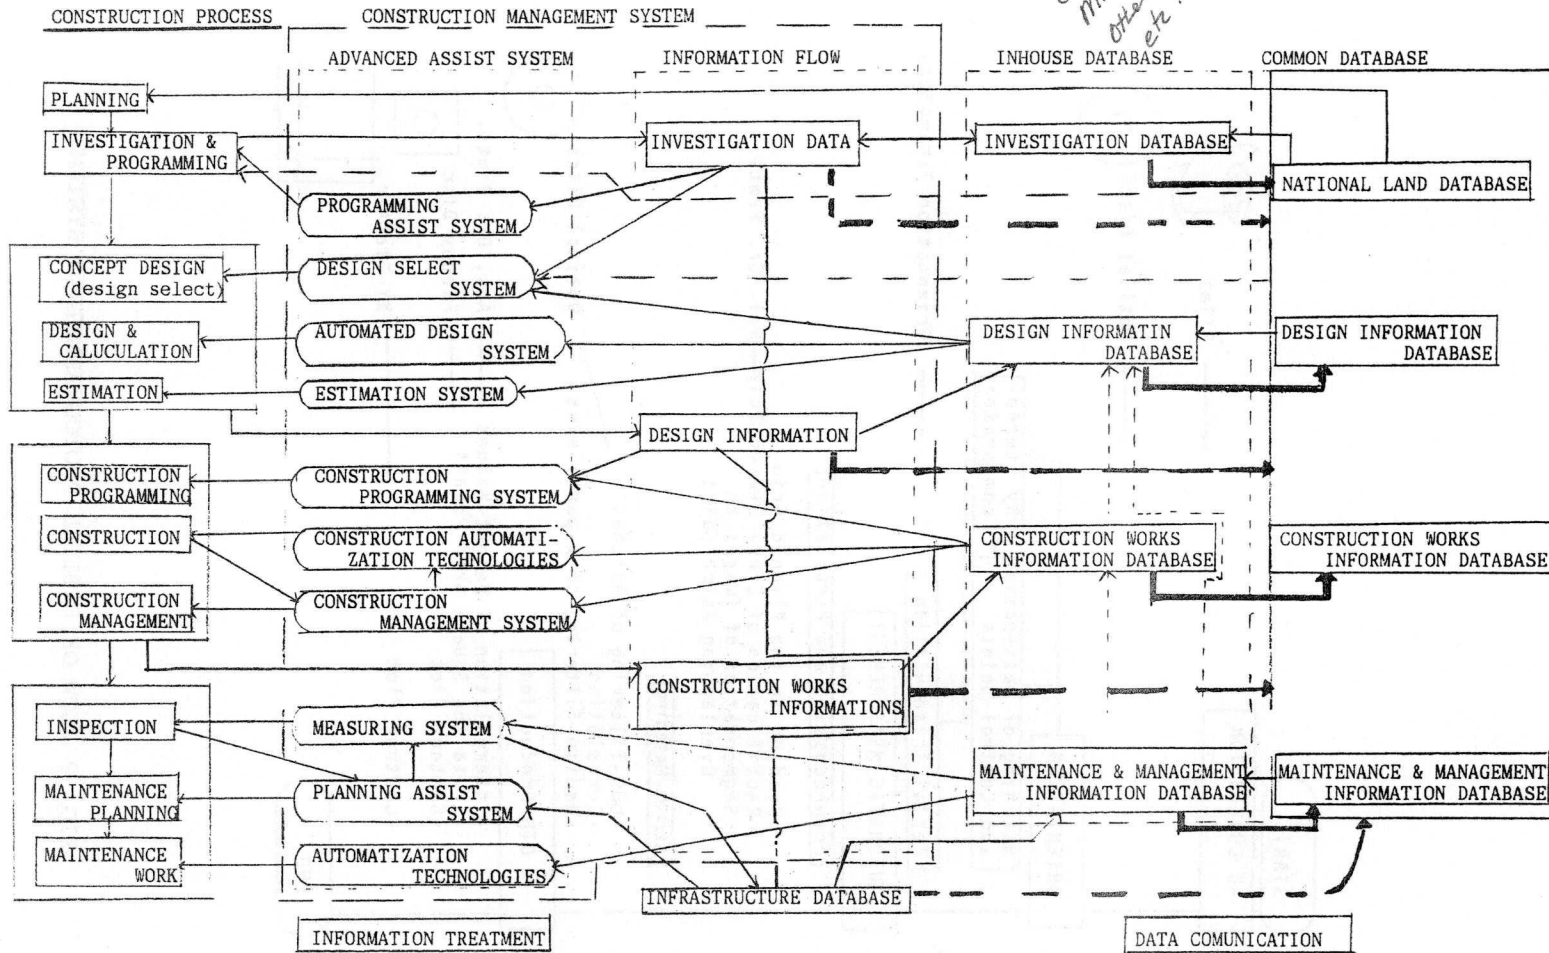 CONSTRUCTION PROCESS
CONSTRUCTION MANAGEMENT SYSTEM
Othe
etc.
ADVANCED ASSIST SYSTEM
INFORMATION FLOW
INHOUSE DATABASE
COMMON DATABASE
PLANNING
INVESTIGATION &
PROGRAMMING
INVESTIGATION DATA
INVESTIGATION DATABASE
NATIONAL LAND DATABASE
PROGRAMMING
ASSIST SYSTEM
CONCEPT DESIGN
(design select)
DESIGN SELECT
SYSTEM
DESIGN &
CALUCULATION
AUTOMATED DESIGN
SYSTEM
DESIGN INFORMATIN
DATABASE
DESIGN INFORMATION
DATABASE
ESTIMATION
ESTIMATION SYSTEM
DESIGN INFORMATION
CONSTRUCTION
PROGRAMMING
CONSTRUCTION
PROGRAMMING SYSTEM
CONSTRUCTION
CONSTRUCTION AUTOMATI-
ZATION TECHNOLOGIES
CONSTRUCTION WORKS
INFORMATION DATABASE
CONSTRUCTION WORKS
INFORMATION DATABASE
CONSTRUCTION
MANAGEMENT
CONSTRUCTION
MANAGEMENT SYSTEM
CONSTRUCTION WORKS
INFORMATIONS
INSPECTION
MEASURING SYSTEM
MAINTENANCE & MANAGEMENT
INFORMATION DATABASE
MAINTENANCE & MANAGEMENT
INFORMATION DATABASE
MAINTENANCE
PLANNING
PLANNING ASSIST
SYSTEM
MAINTENANCE
WORK
AUTOMATIZATION
TECHNOLOGIES
INFRASTRUCTURE DATABASE
INFORMATION TREATMENT
DATA COMUNICATION